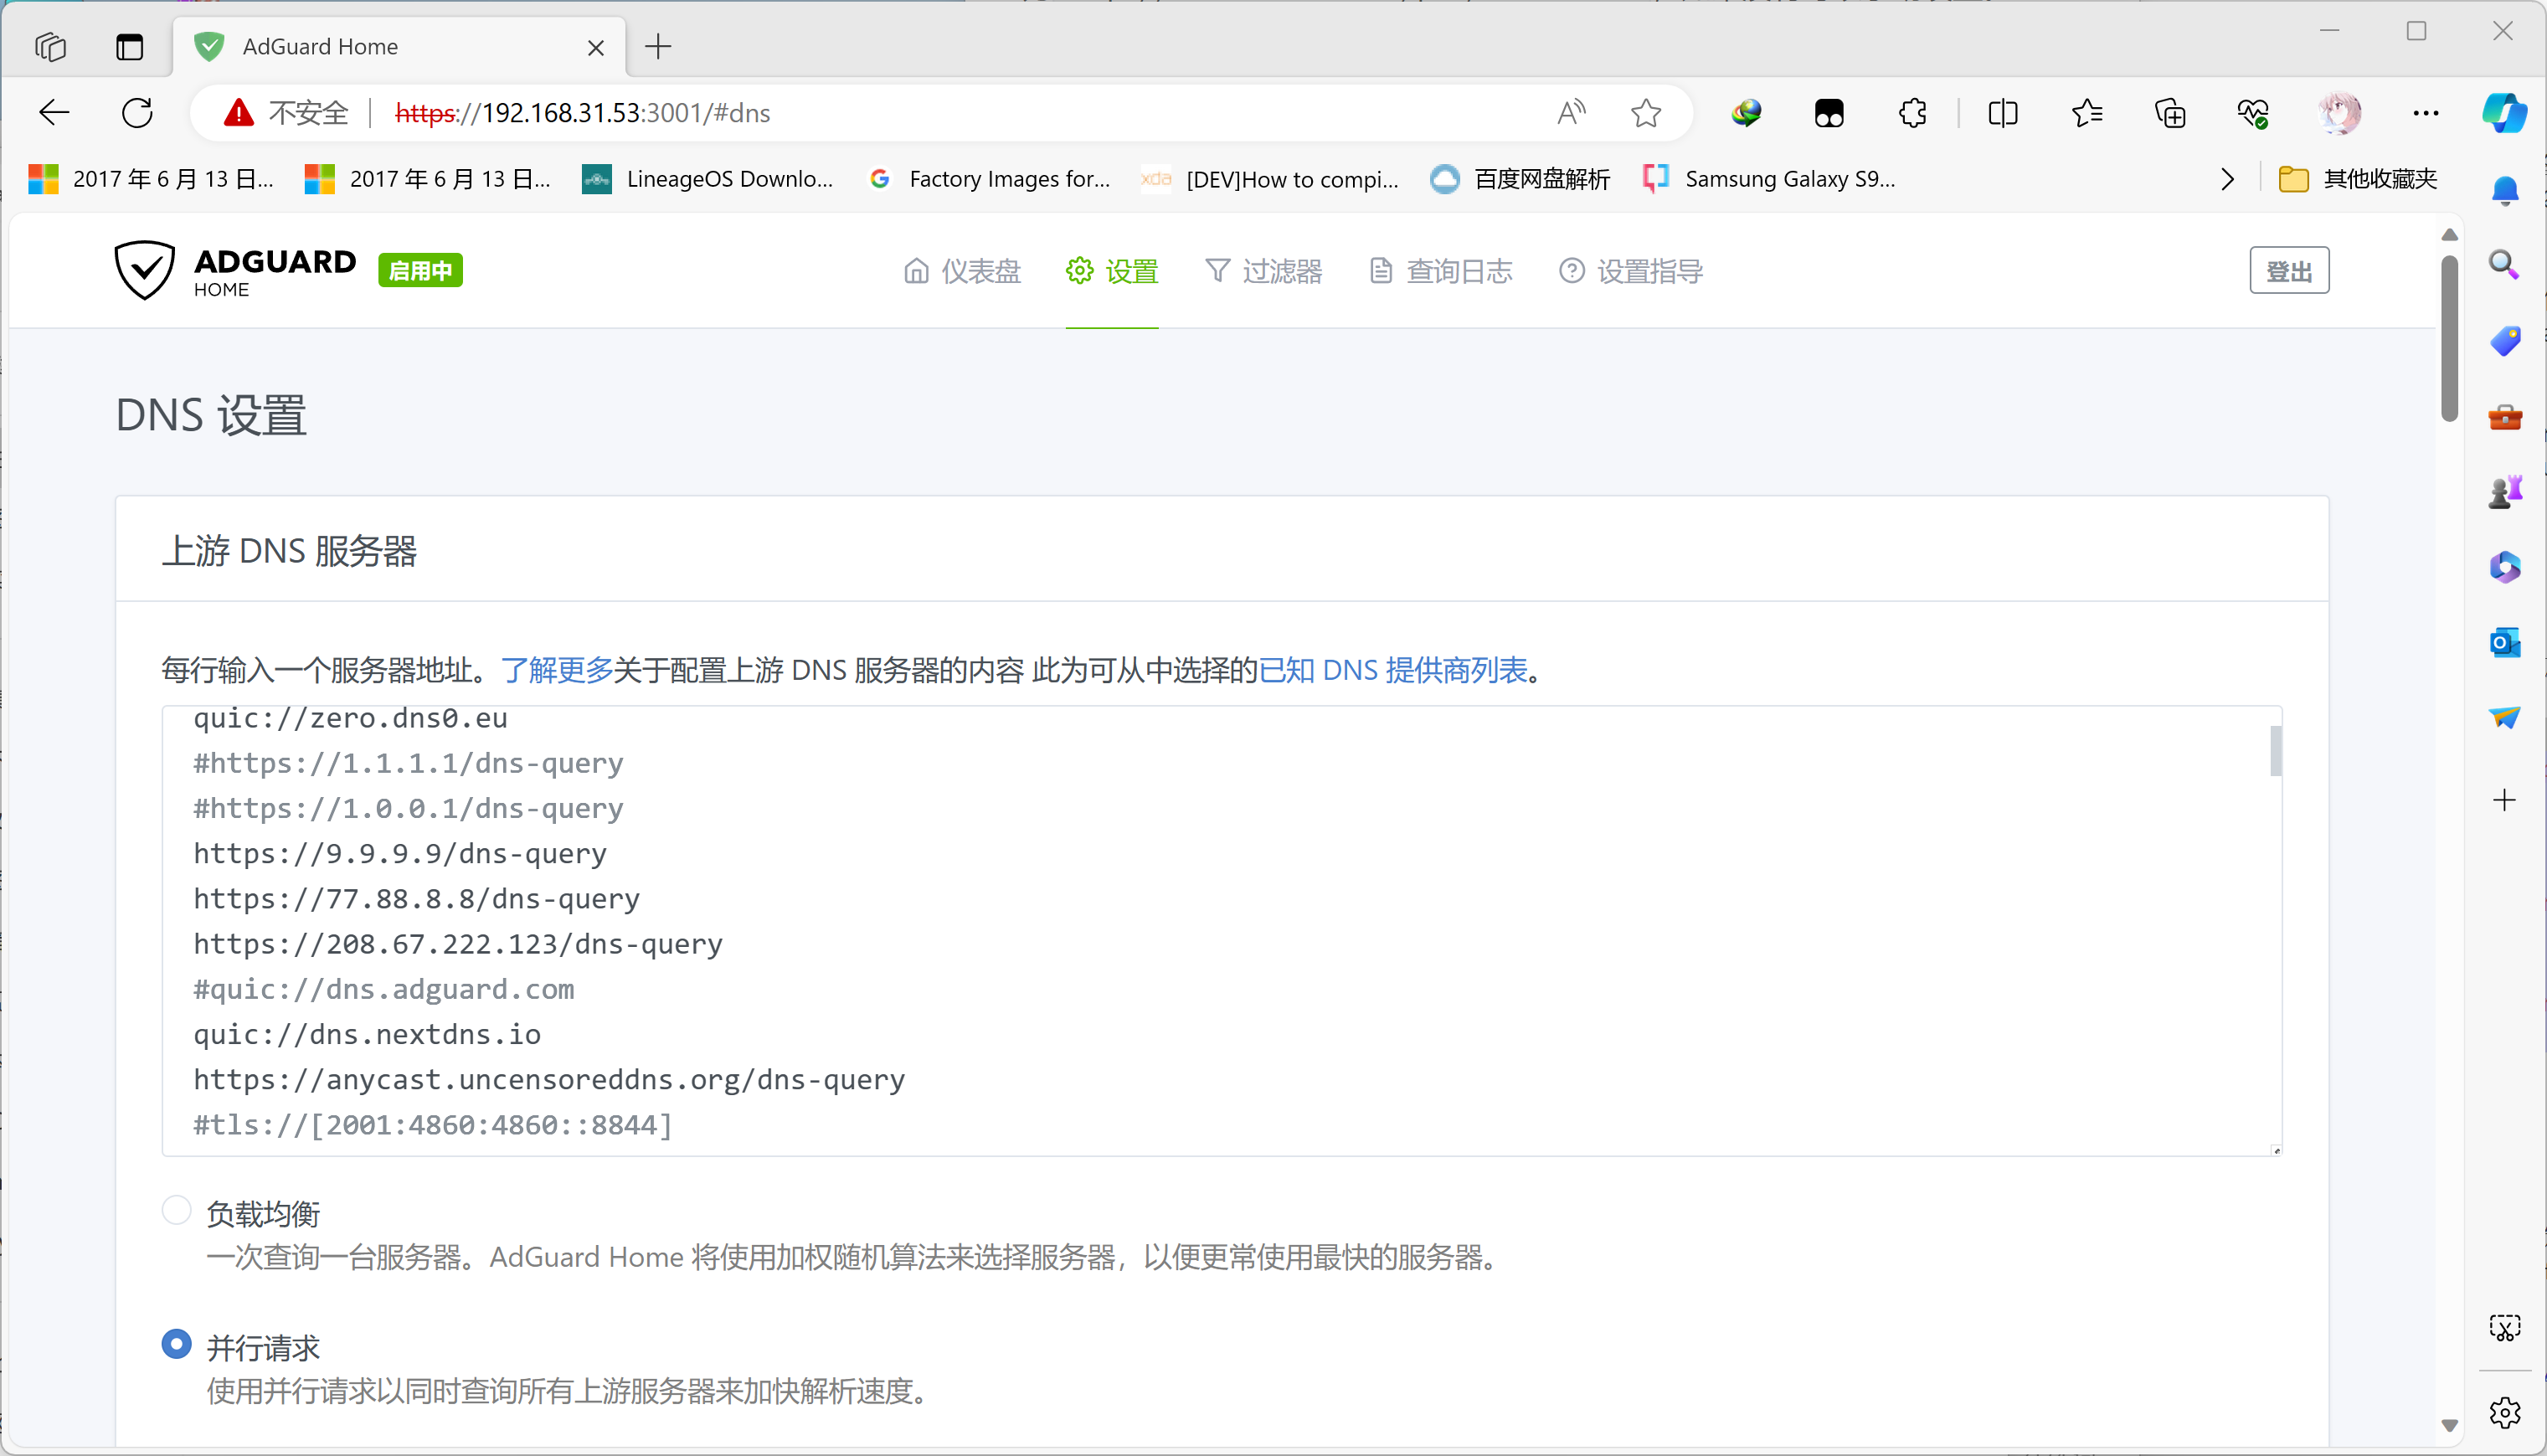 AdGuard Home
不安全 https://192.168.31.53:3001/#dns
2017 年 6 月 13 日... 2017 年 6 月 13 日... LineageOS Downlo... Factory Images for... xda [DEV]How to compi... 百度网盘解析 Samsung Galaxy S9... 其他收藏夹
ADGUARD
HOME
启用中
仪表盘 设置 过滤器 查询日志 设置指导 登出
DNS 设置
上游 DNS 服务器
每行输入一个服务器地址。了解更多关于配置上游 DNS 服务器的内容 此为可从中选择的已知 DNS 提供商列表。
quic://zero.dns0.eu
#https://1.1.1.1/dns-query
#https://1.0.0.1/dns-query
https://9.9.9.9/dns-query
https://77.88.8.8/dns-query
https://208.67.222.123/dns-query
#quic://dns.adguard.com
quic://dns.nextdns.io
https://anycast.uncensoreddns.org/dns-query
#tls://[2001:4860:4860::8844]
负载均衡
一次查询一台服务器。AdGuard Home 将使用加权随机算法来选择服务器，以便更常使用最快的服务器。
并行请求
使用并行请求以同时查询所有上游服务器来加快解析速度。